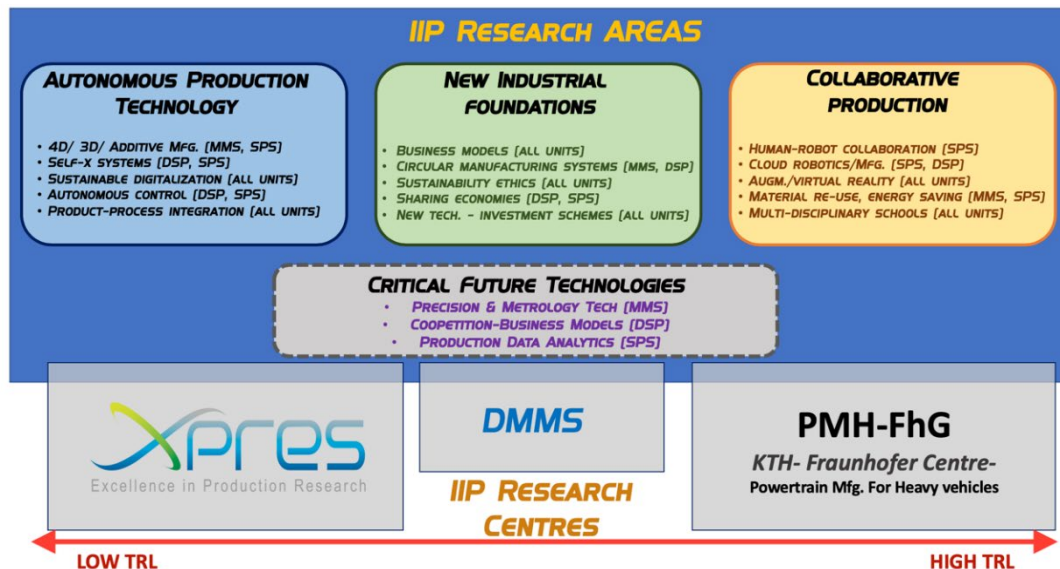 IIP Research AREAS
Autonomous Production
Technology
• 4D/ 3D/ Additive Mfg. (MMS, SPS)
• Self-X systems (DSP, SPS)
• Sustainable digitalization (all units)
• Autonomous control (DSP, SPS)
• Product-process integration (all units)
New Industrial
foundations
• Business models (all units)
• Circular manufacturing systems (MMS, DSP)
• Sustainability ethics (all units)
• Sharing economies (DSP, SPS)
• New tech. - investment schemes (all units)
Collaborative
production
• Human-robot collaboration (SPS)
• Cloud robotics/Mfg. (SPS, DSP)
• Augm./virtual reality (all units)
• Material re-use, energy saving (MMS, SPS)
• Multi-disciplinary schools (all units)
Critical Future Technologies
• Precision & Metrology Tech (MMS)
• Coopetition-Business Models (DSP)
• Production Data Analytics (SPS)
Xpres
Excellence in Production Research
DMMS
PMH-FhG
KTH- Fraunhofer Centre-
Powertrain Mfg. For Heavy vehicles
IIP Research
Centres
LOW TRL
HIGH TRL